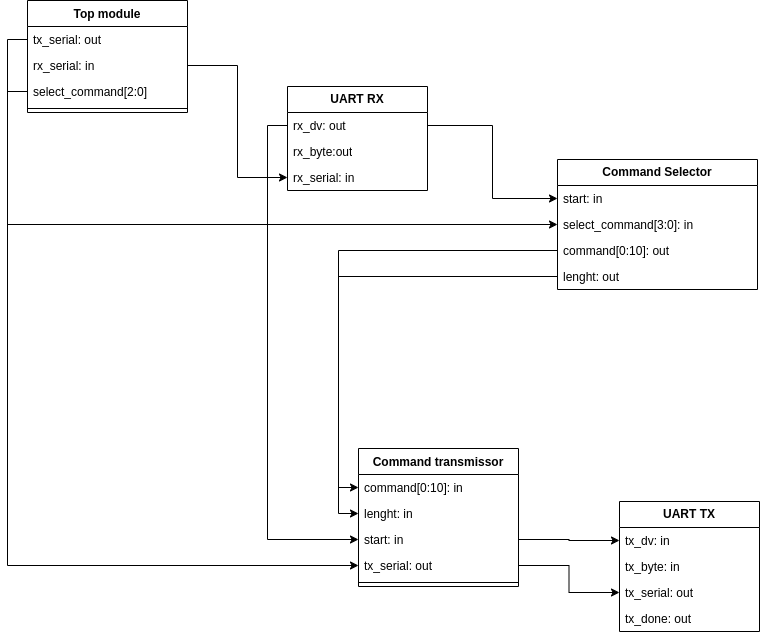 Top module
tx_serial: out
rx_serial: in
select_command[2:0]
UART RX
rx_dv: out
rx_byte:out
rx_serial: in
Command Selector
start: in
select_command[3:0]: in
command[0:10]: out
lenght: out
Command transmissor
command[0:10]: in
lenght: in
start: in
tx_serial: out
UART TX
tx_dv: in
tx_byte: in
tx_serial: out
tx_done: out